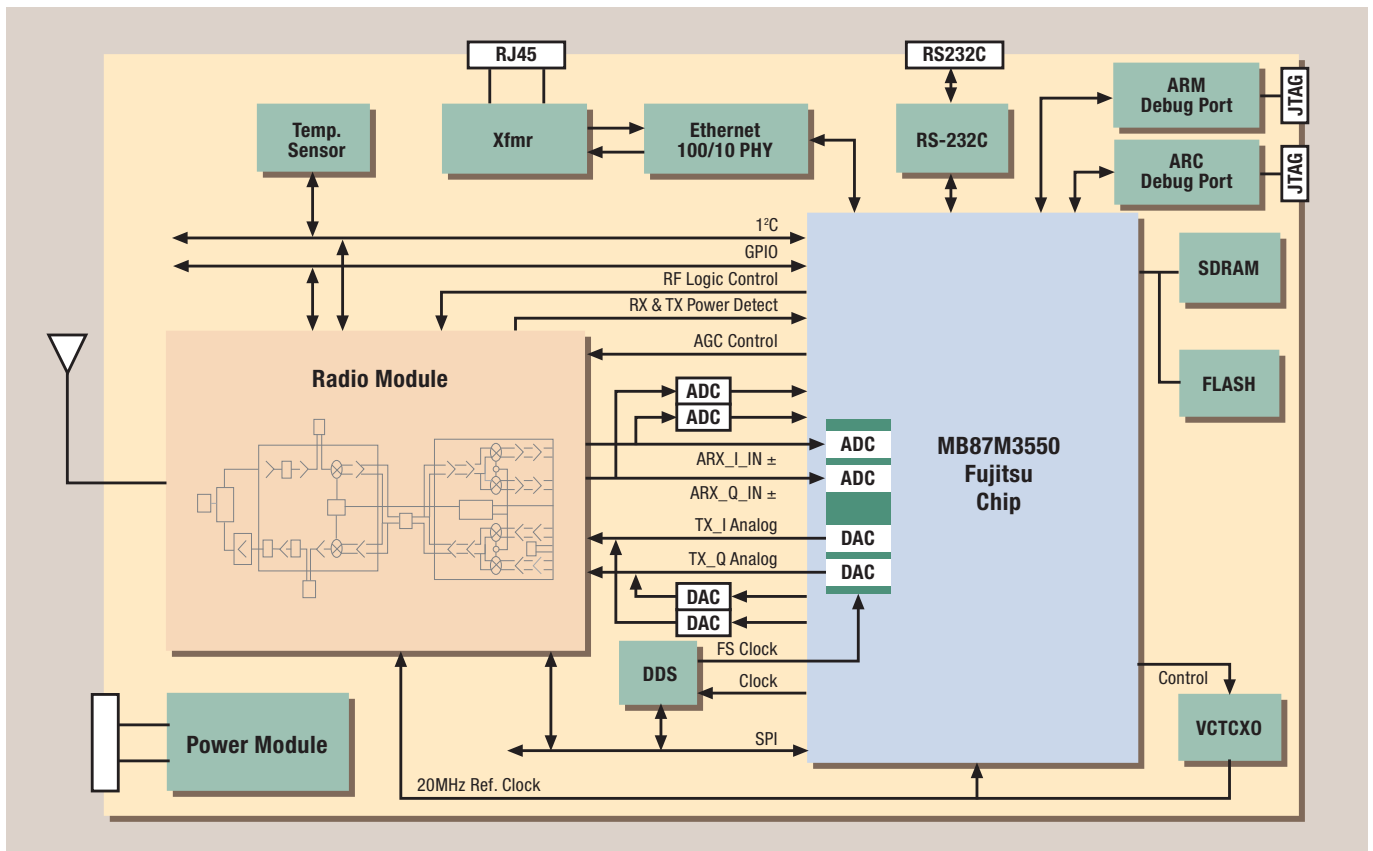 RJ45
RS232C
Temp.
Sensor
Xfmr
Ethernet
100/10 PHY
RS-232C
ARM
Debug Port
JTAG
ARC
Debug Port
JTAG
1²C
GPIO
RF Logic Control
RX & TX Power Detect
AGC Control
SDRAM
FLASH
Radio Module
ADC
ADC
ADC
ARX_I_IN ±
ADC
ARX_Q_IN ±
MB87M3550
Fujitsu
Chip
TX_I Analog
DAC
TX_Q Analog
DAC
DAC
DAC
FS Clock
DDS
Clock
Control
VCTCXO
Power Module
SPI
20MHz Ref. Clock